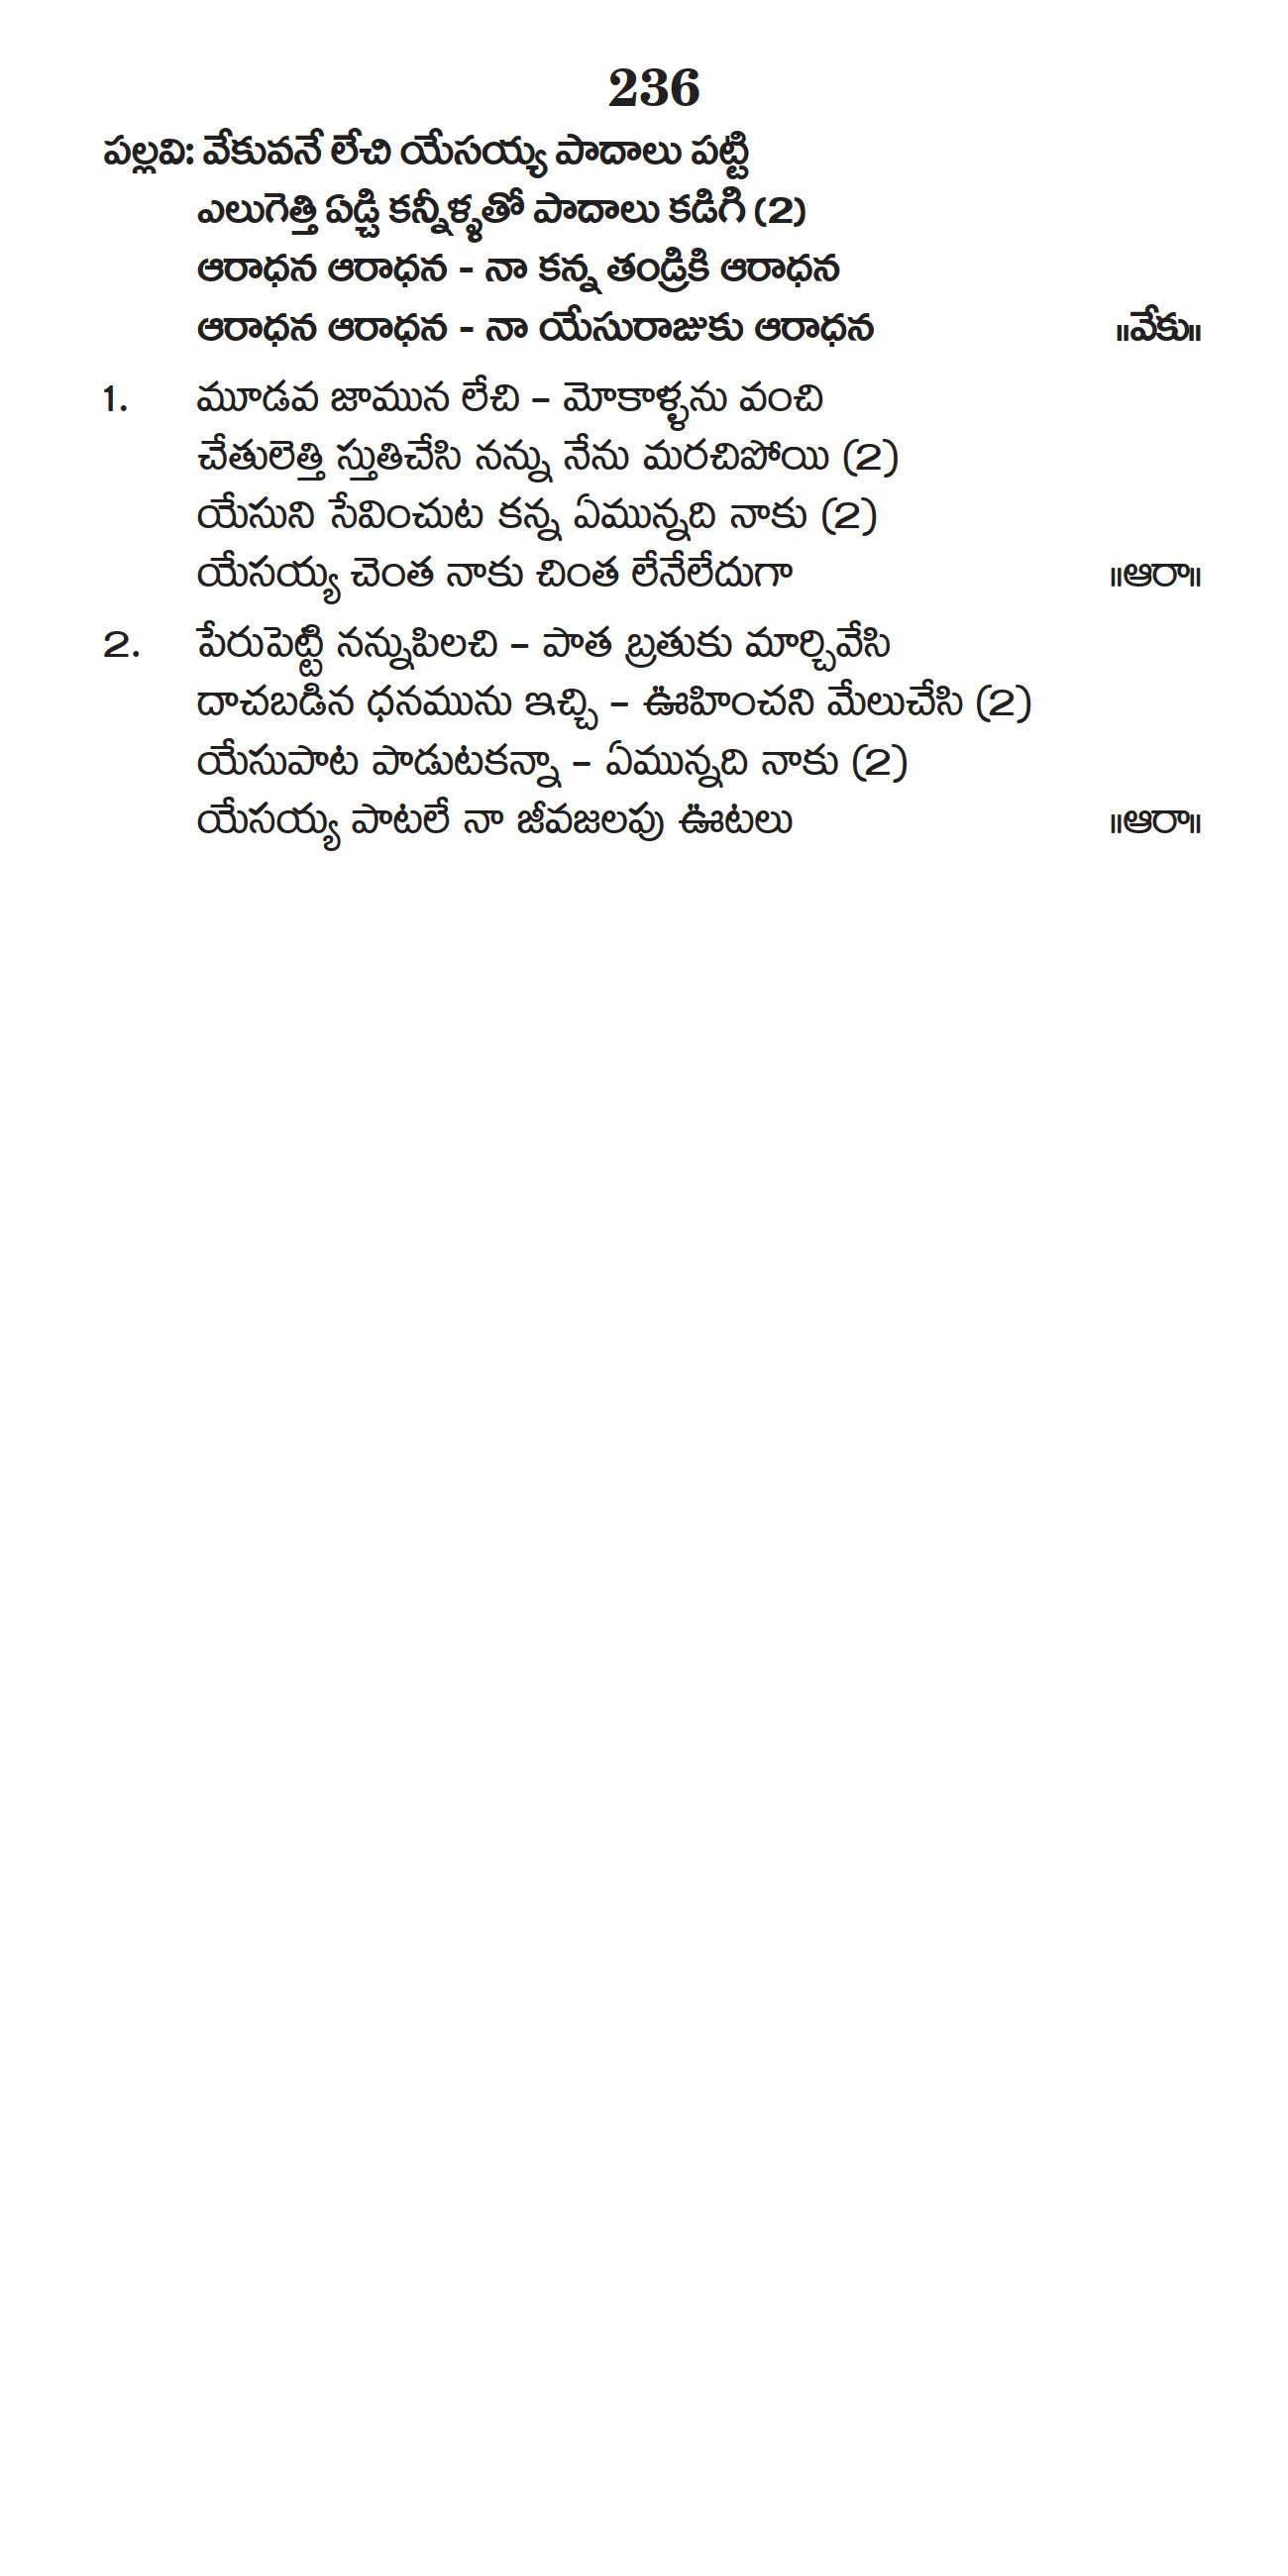 236
పల్లవి: వేకువనే లేచి యేసయ్య పాదాలు పట్టి
ఎలుగెత్తి ఏడ్చి కన్నీళ్ళతో పాదాలు కడిగి (2)
ఆరాధన ఆరాధన - నా కన్న తండ్రికి ఆరాధన
ఆరాధన ఆరాధన - నా యేసురాజుకు ఆరాధన ॥వేకు॥
1. మూడవ జామున లేచి – మోకాళ్ళను వంచి
చేతులెత్తి స్తుతిచేసి నన్ను నేను మరచిపోయి (2)
యేసుని సేవించుట కన్న ఏమున్నది నాకు (2)
యేసయ్య చెంత నాకు చింత లేనేలేదుగా ॥ఆరా॥
2. పేరుపెట్టి నన్నుపిలచి – పాత బ్రతుకు మార్చివేసి
దాచబడిన ధనమును ఇచ్చి – ఊహించని మేలుచేసి (2)
యేసుపాట పాడుటకన్నా – ఏమున్నది నాకు (2)
యేసయ్య పాటలే నా జీవజలపు ఊటలు ॥ఆరా॥